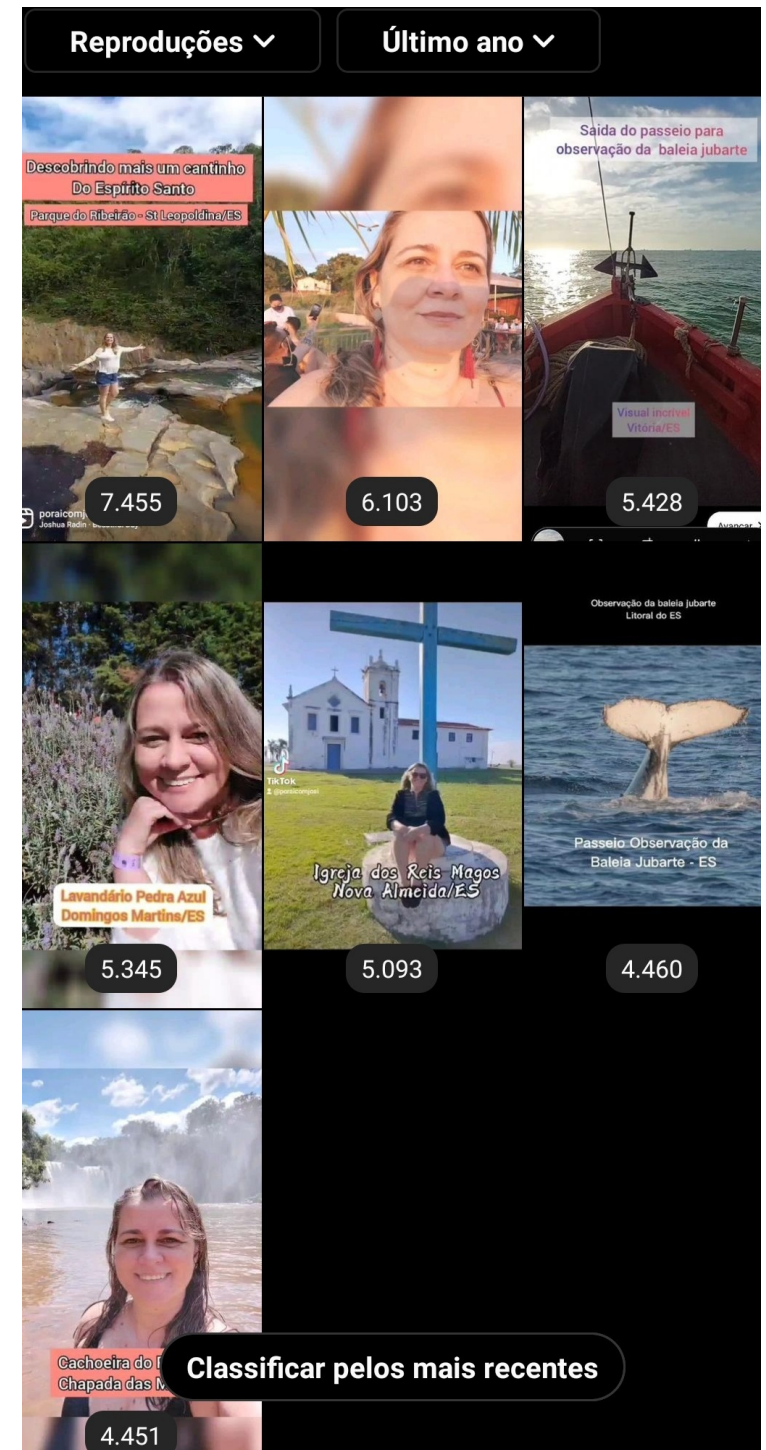 Reproduções
Último ano
Descobrindo mais um cantinho
Do Espírito Santo
Parque do Ribeirão - St Leopoldina/ES
7.455
6.103
Saída do passeio para
observação da baleia jubarte
Visual incrível
Vitória/ES
5.428
Avançar
Lavandário Pedra Azul
Domingos Martins/ES
5.345
TikTok
Igreja dos Reis Magos
Nova Almeida/ES
5.093
Observação da baleia jubarte
Litoral do ES
Passeio Observação da
Baleia Jubarte - ES
4.460
Cachoeira do
Chapada das
Classificar pelos mais recentes
4.451